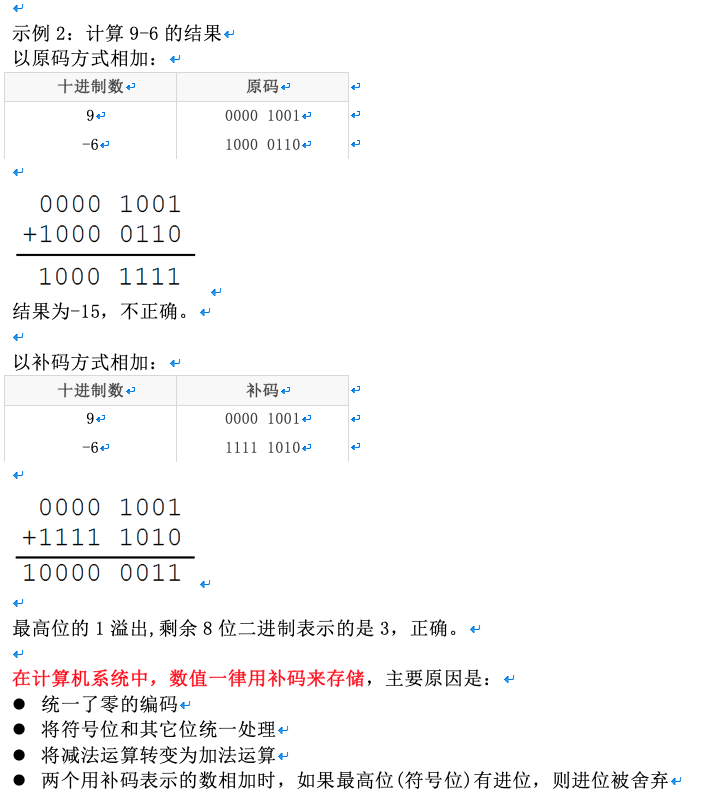 示例 2：计算 9-6 的结果
以原码方式相加：
十进制数 原码
9 0000 1001
-6 1000 0110
0000 1001
+1000 0110
1000 1111
结果为-15，不正确。
以补码方式相加：
十进制数 补码
9 0000 1001
-6 1111 1010
0000 1001
+1111 1010
10000 0011
最高位的 1 溢出,剩余 8 位二进制表示的是 3，正确。
在计算机系统中，数值一律用补码来存储，主要原因是：
● 统一了零的编码
● 将符号位和其它位统一处理
● 将减法运算转变为加法运算
● 两个用补码表示的数相加时，如果最高位(符号位)有进位，则进位被舍弃